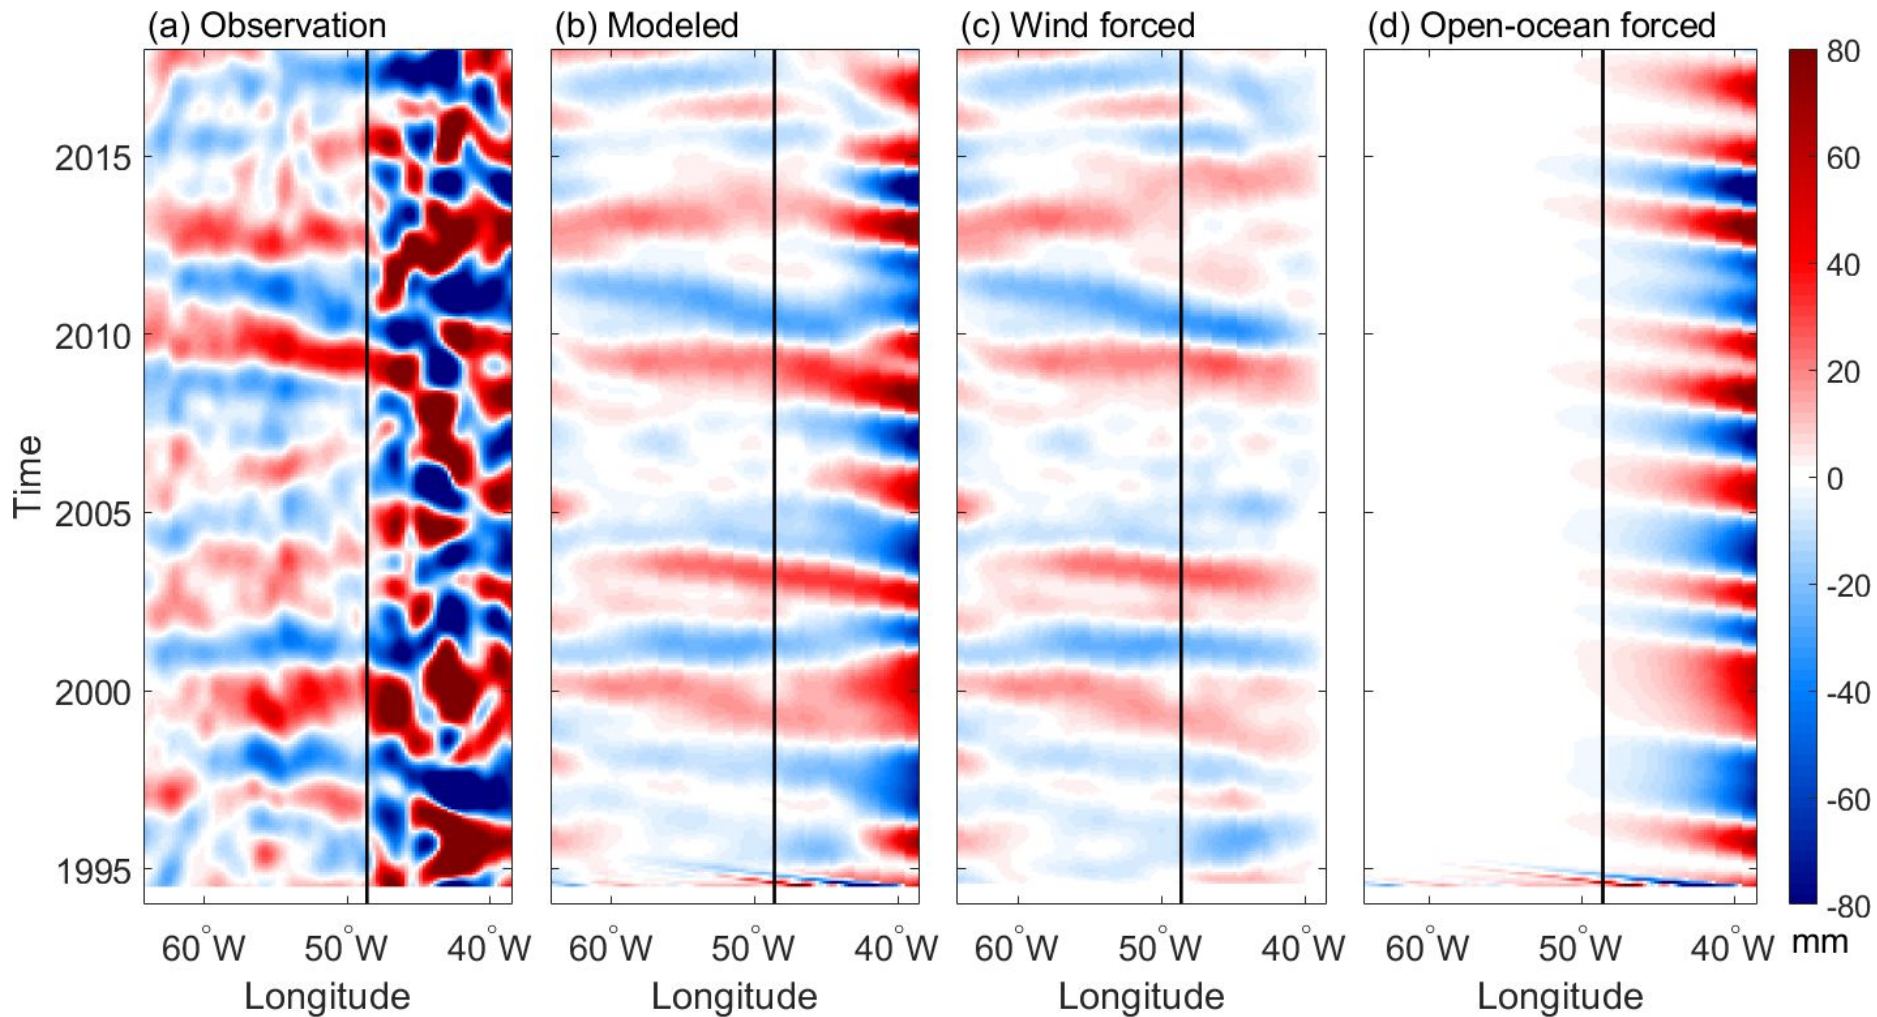 (a) Observation
(b) Modeled
(c) Wind forced
(d) Open-ocean forced
Time
2015
2010
2005
2000
1995
60°W 50°W 40°W
60°W 50°W 40°W
60°W 50°W 40°W
60°W 50°W 40°W
Longitude
Longitude
Longitude
Longitude
80
60
40
20
0
-20
-40
-60
-80
mm